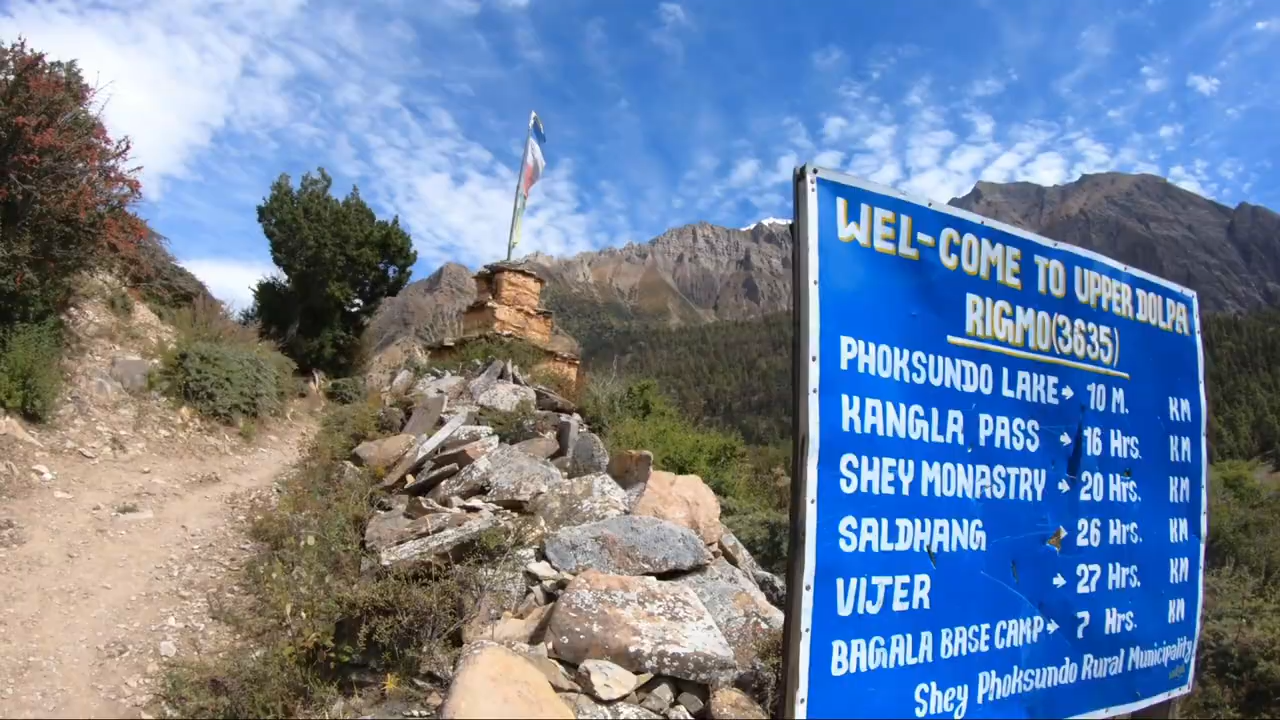 WEL-COME TO UPPER DOLPA
RIGMO(3635)
PHOKSUNDO LAKE→ 10 M. KM
KANGLA PASS → 16 Hrs. KM
SHEY MONASTRY → 20 Hrs. KM
SALDHANG → 26 Hrs. KM
VIJER → 27 Hrs. KM
BAGALA BASE CAMP→ 7 Hrs. KM
Shey Phoksundo Rural Municipality